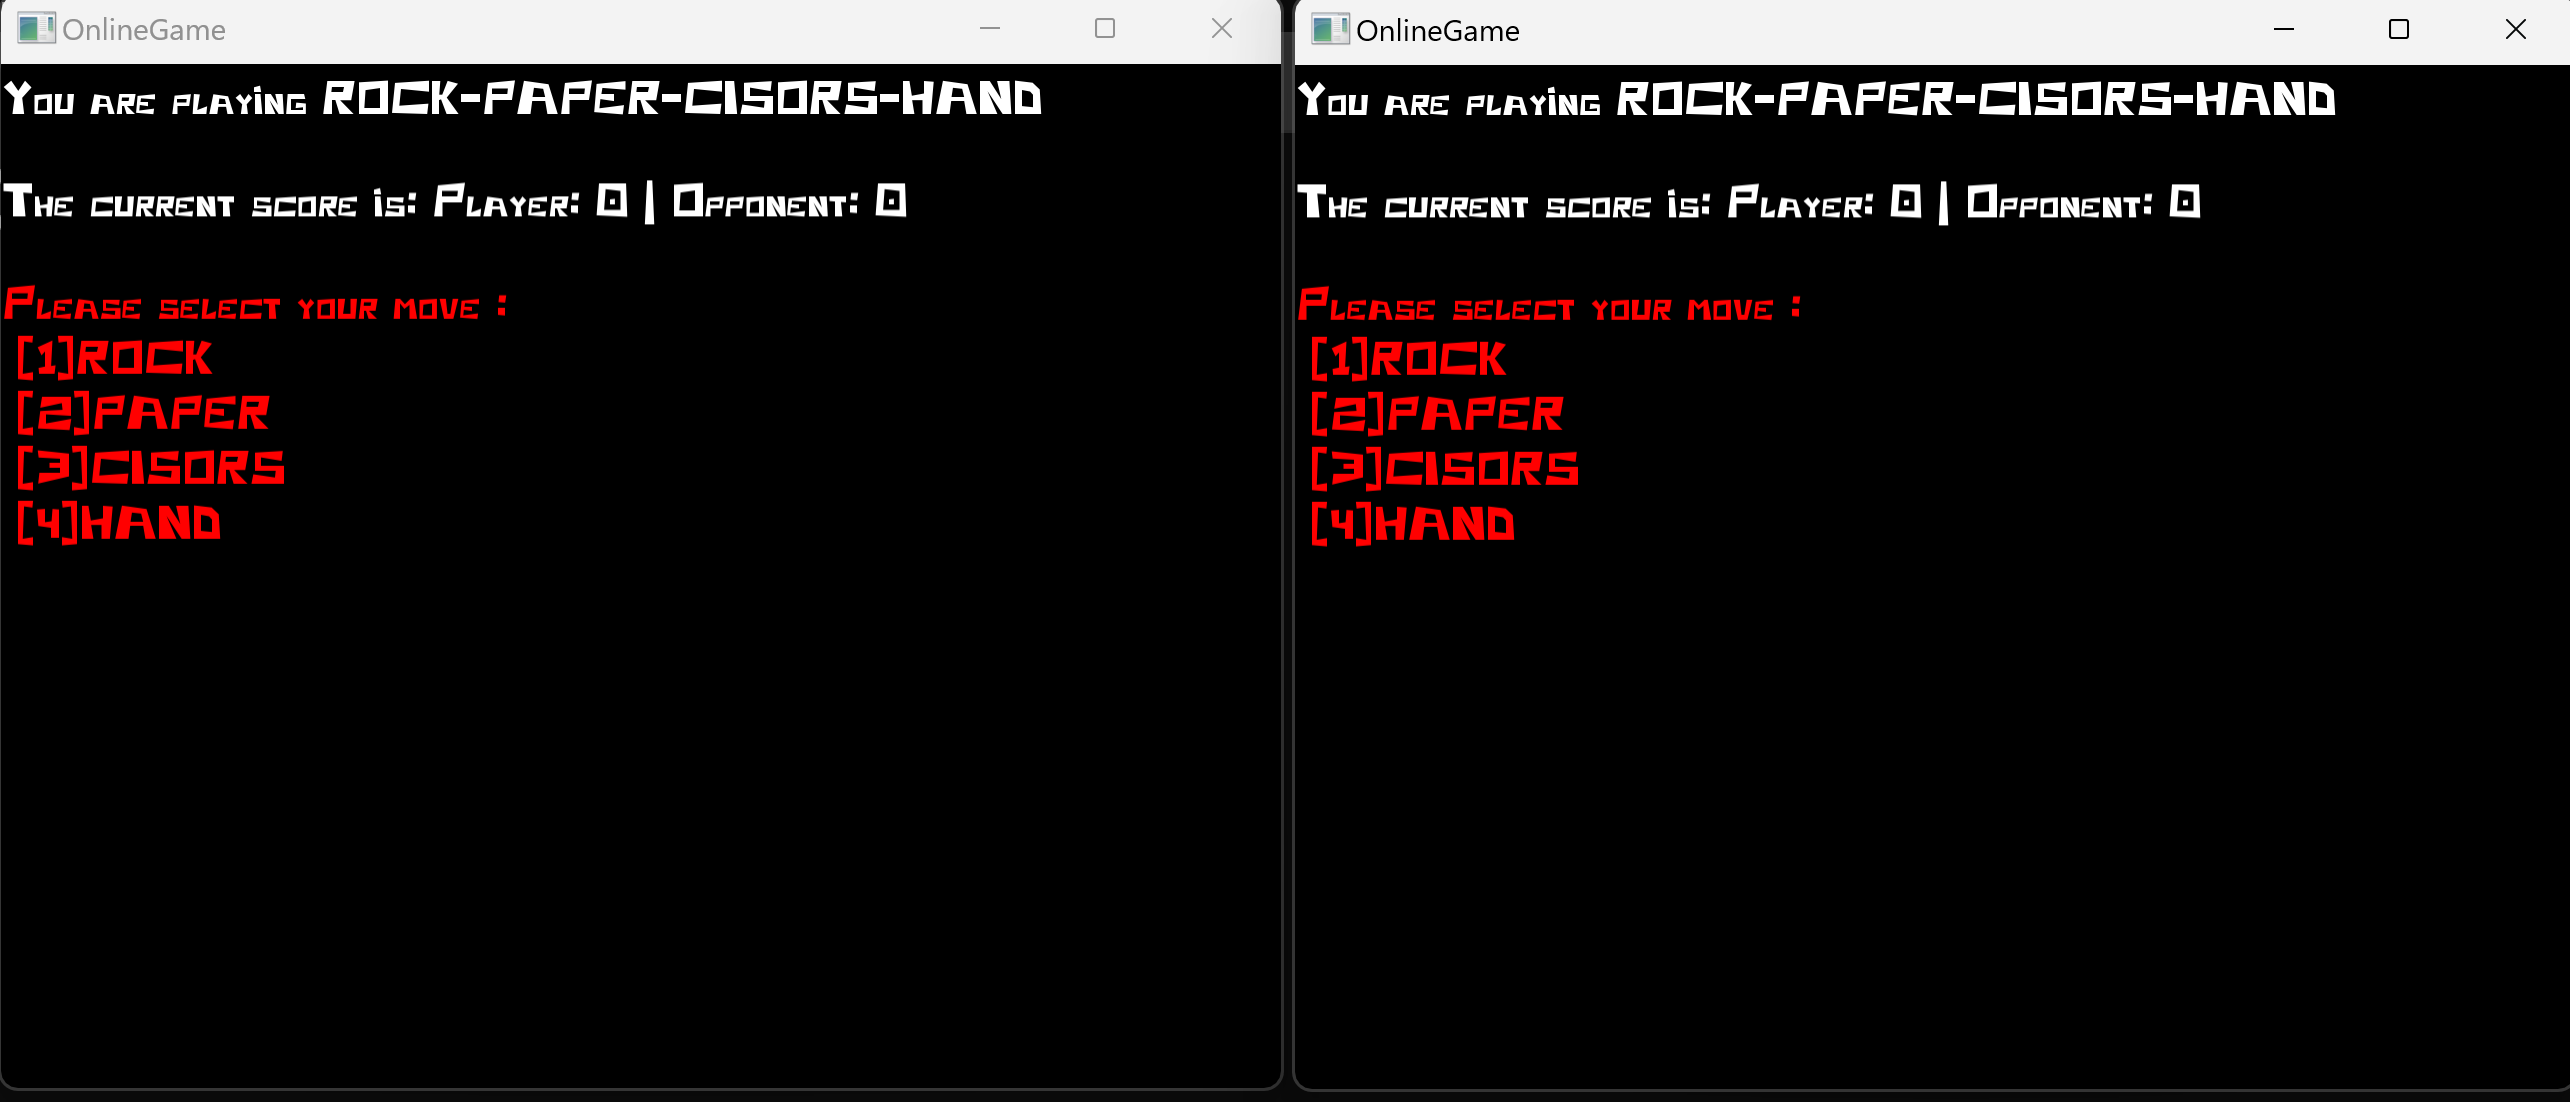 OnlineGame
You are playing ROCK-PAPER-CISORS-HAND
The current score is: Player: 0 | Opponent: 0
Please select your move :
[1]ROCK
[2]PAPER
[3]CISORS
[4]HAND
OnlineGame
You are playing ROCK-PAPER-CISORS-HAND
The current score is: Player: 0 | Opponent: 0
Please select your move :
[1]ROCK
[2]PAPER
[3]CISORS
[4]HAND